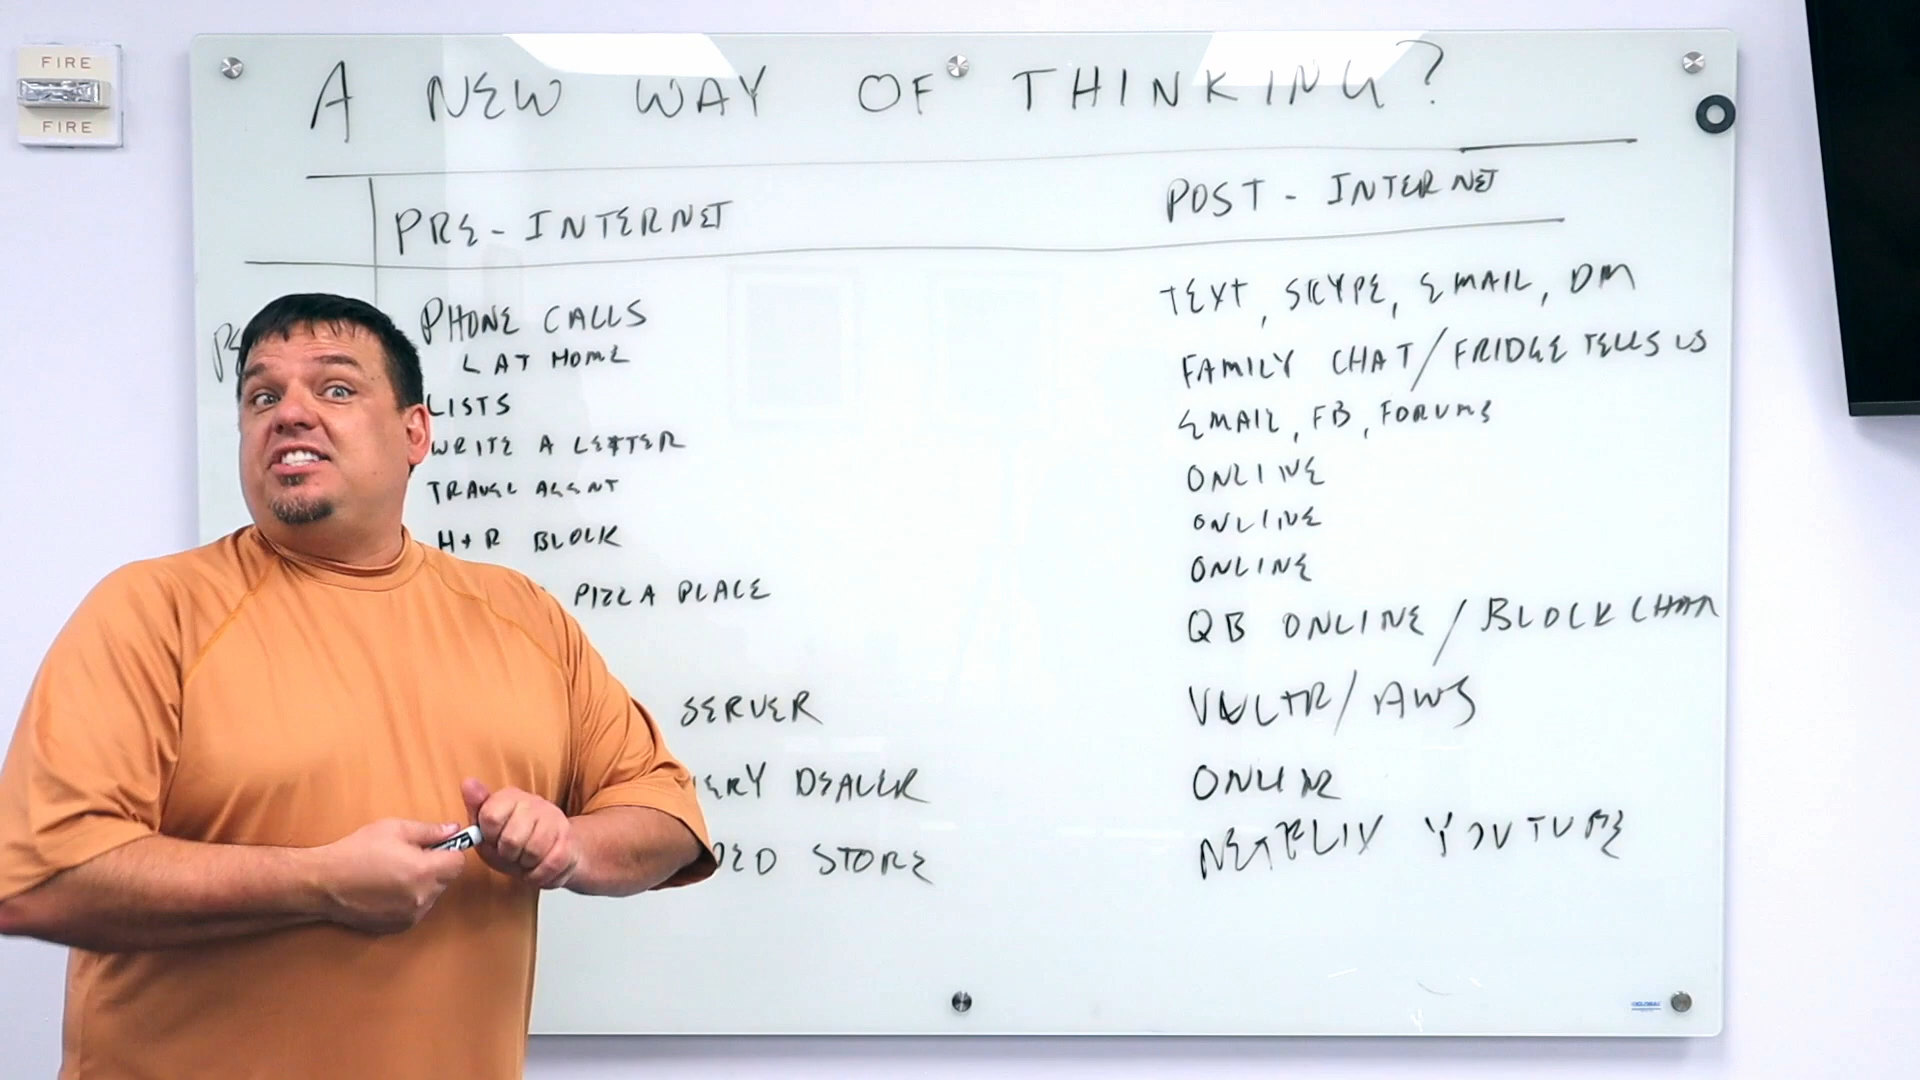 FIRE
FIRE
A NEW WAY OF THINKING?
PRE-INTERNET
POST-INTERNET
PHONE CALLS
TEXT, SKYPE, EMAIL, DM
AT HOME
LISTS
FAMILY CHAT/FRIDGE TELLS US
WRITE A LETTER
EMAIL, FB, FORUMS
TRAVEL AGENT
ONLINE
H+R BLOCK
ONLINE
PIZZA PLACE
ONLINE
QB ONLINE/BLOCKCHAIN
SERVER
VULTR/AWS
DEALER
ONLINE
STORE
NETFLIX YOUTUBE
GLOBAL